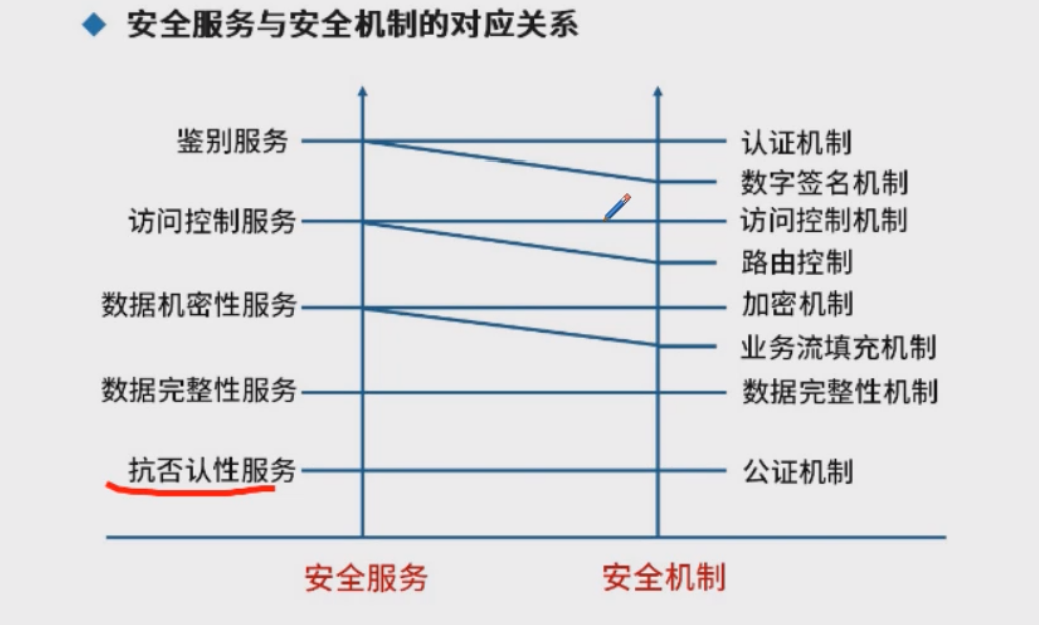 安全服务与安全机制的对应关系
鉴别服务
认证机制
数字签名机制
访问控制服务
访问控制机制
路由控制
数据机密性服务
加密机制
业务流填充机制
数据完整性服务
数据完整性机制
抗否认性服务
公证机制
安全服务
安全机制